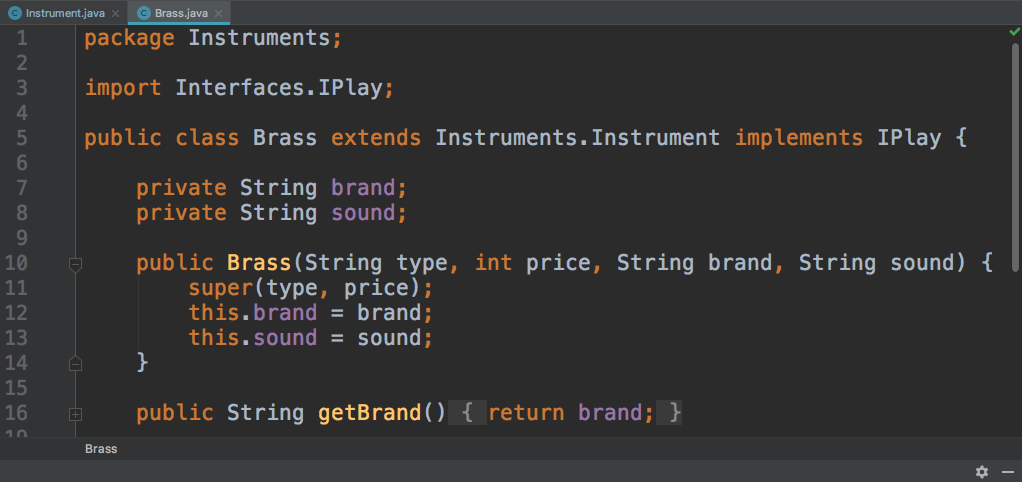 Instrument.java
Brass.java
1 package Instruments;
2
3 import Interfaces.IPlay;
4
5 public class Brass extends Instruments.Instrument implements IPlay {
6
7 private String brand;
8 private String sound;
9
10 public Brass(String type, int price, String brand, String sound) {
11 super(type, price);
12 this.brand = brand;
13 this.sound = sound;
14 }
15
16 public String getBrand() { return brand; }
19
Brass